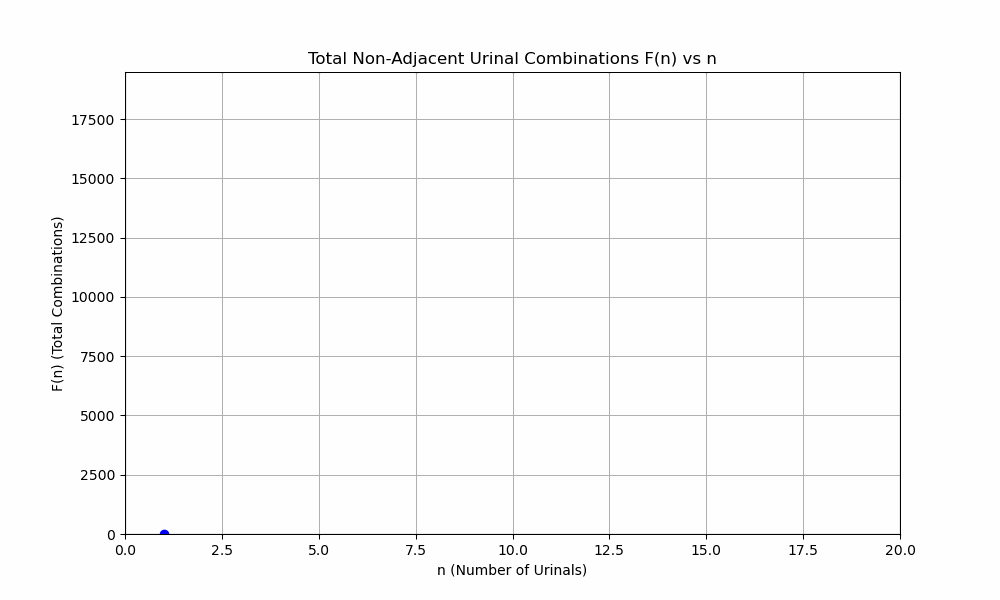 Total Non-Adjacent Urinal Combinations F(n) vs n
F(n) (Total Combinations)
17500
15000
12500
10000
7500
5000
2500
0
0.0 2.5 5.0 7.5 10.0 12.5 15.0 17.5 20.0
n (Number of Urinals)